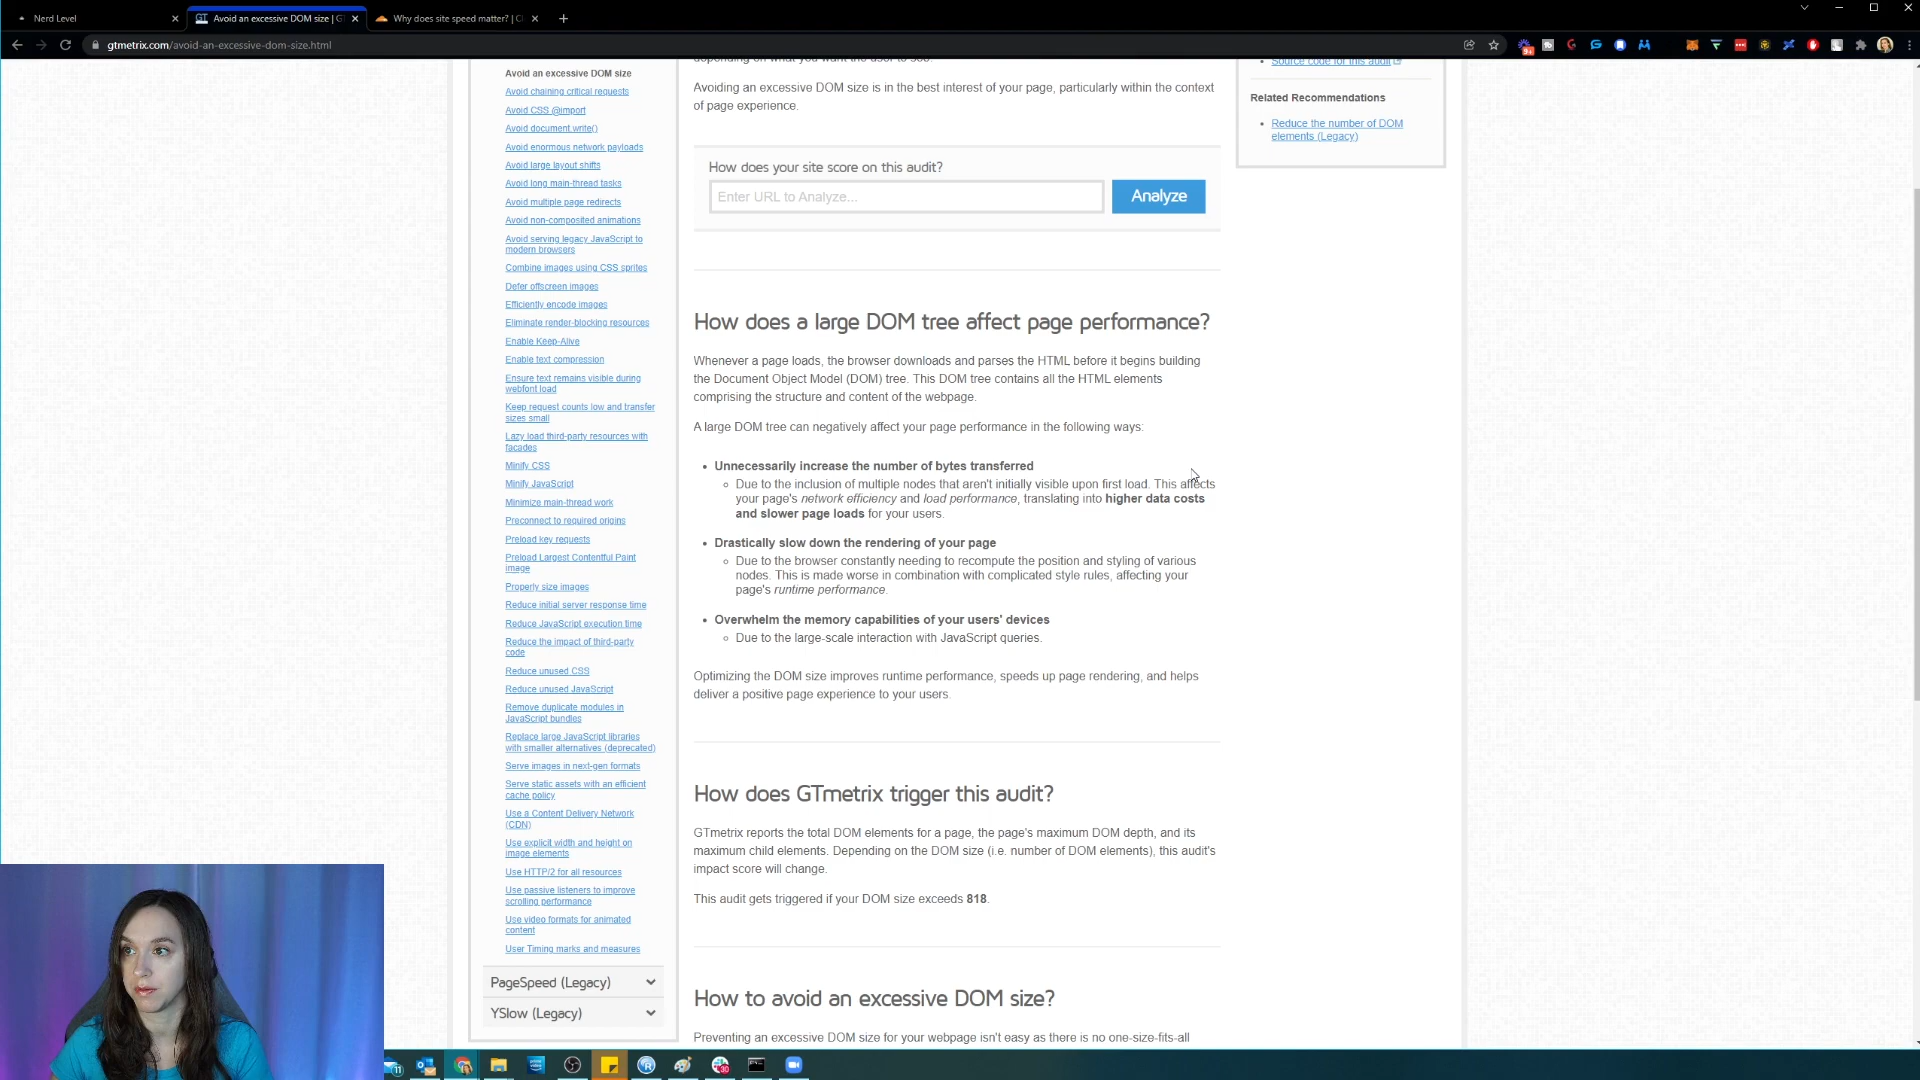 Nerd Level
Avoid an excessive DOM size | G
Why does site speed matter? | Cl
gtmetrix.com/avoid-an-excessive-dom-size.html
Avoid an excessive DOM size
Avoid chaining critical requests
Avoid CSS @import
Avoid document.write()
Avoid enormous network payloads
Avoid large layout shifts
Avoid long main-thread tasks
Avoid multiple page redirects
Avoid non-composited animations
Avoid serving legacy JavaScript to
modern browsers
Combine images using CSS sprites
Defer offscreen images
Efficiently encode images
Eliminate render-blocking resources
Enable Keep-Alive
Enable text compression
Ensure text remains visible during
webfont load
Keep request counts low and transfer
sizes small
Lazy load third-party resources with
facades
Minify CSS
Minify JavaScript
Minimize main-thread work
Preconnect to required origins
Preload key requests
Preload Largest Contentful Paint
image
Properly size images
Reduce initial server response time
Reduce JavaScript execution time
Reduce the impact of third-party
code
Reduce unused CSS
Reduce unused JavaScript
Remove duplicate modules in
JavaScript bundles
Replace large JavaScript libraries
with smaller alternatives (deprecated)
Serve images in next-gen formats
Serve static assets with an efficient
cache policy
Use a Content Delivery Network
(CDN)
Use explicit width and height on
image elements
Use HTTP/2 for all resources
Use passive listeners to improve
scrolling performance
Use video formats for animated
content
User Timing marks and measures
PageSpeed (Legacy)
YSlow (Legacy)
depending on what you want the user to see.
Avoiding an excessive DOM size is in the best interest of your page, particularly within the context
of page experience.
How does your site score on this audit?
Enter URL to Analyze...
Analyze
How does a large DOM tree affect page performance?
Whenever a page loads, the browser downloads and parses the HTML before it begins building
the Document Object Model (DOM) tree. This DOM tree contains all the HTML elements
comprising the structure and content of the webpage.
A large DOM tree can negatively affect your page performance in the following ways:
• Unnecessarily increase the number of bytes transferred
Due to the inclusion of multiple nodes that aren't initially visible upon first load. This affects
your page's network efficiency and load performance, translating into higher data costs
and slower page loads for your users.
• Drastically slow down the rendering of your page
Due to the browser constantly needing to recompute the position and styling of various
nodes. This is made worse in combination with complicated style rules, affecting your
page's runtime performance.
• Overwhelm the memory capabilities of your users' devices
Due to the large-scale interaction with JavaScript queries.
Optimizing the DOM size improves runtime performance, speeds up page rendering, and helps
deliver a positive page experience to your users.
How does GTmetrix trigger this audit?
GTmetrix reports the total DOM elements for a page, the page's maximum DOM depth, and its
maximum child elements. Depending on the DOM size (i.e. number of DOM elements), this audit's
impact score will change.
This audit gets triggered if your DOM size exceeds 818.
How to avoid an excessive DOM size?
Preventing an excessive DOM size for your webpage isn't easy as there is no one-size-fits-all
Source code for this audit
Related Recommendations
• Reduce the number of DOM
elements (Legacy)